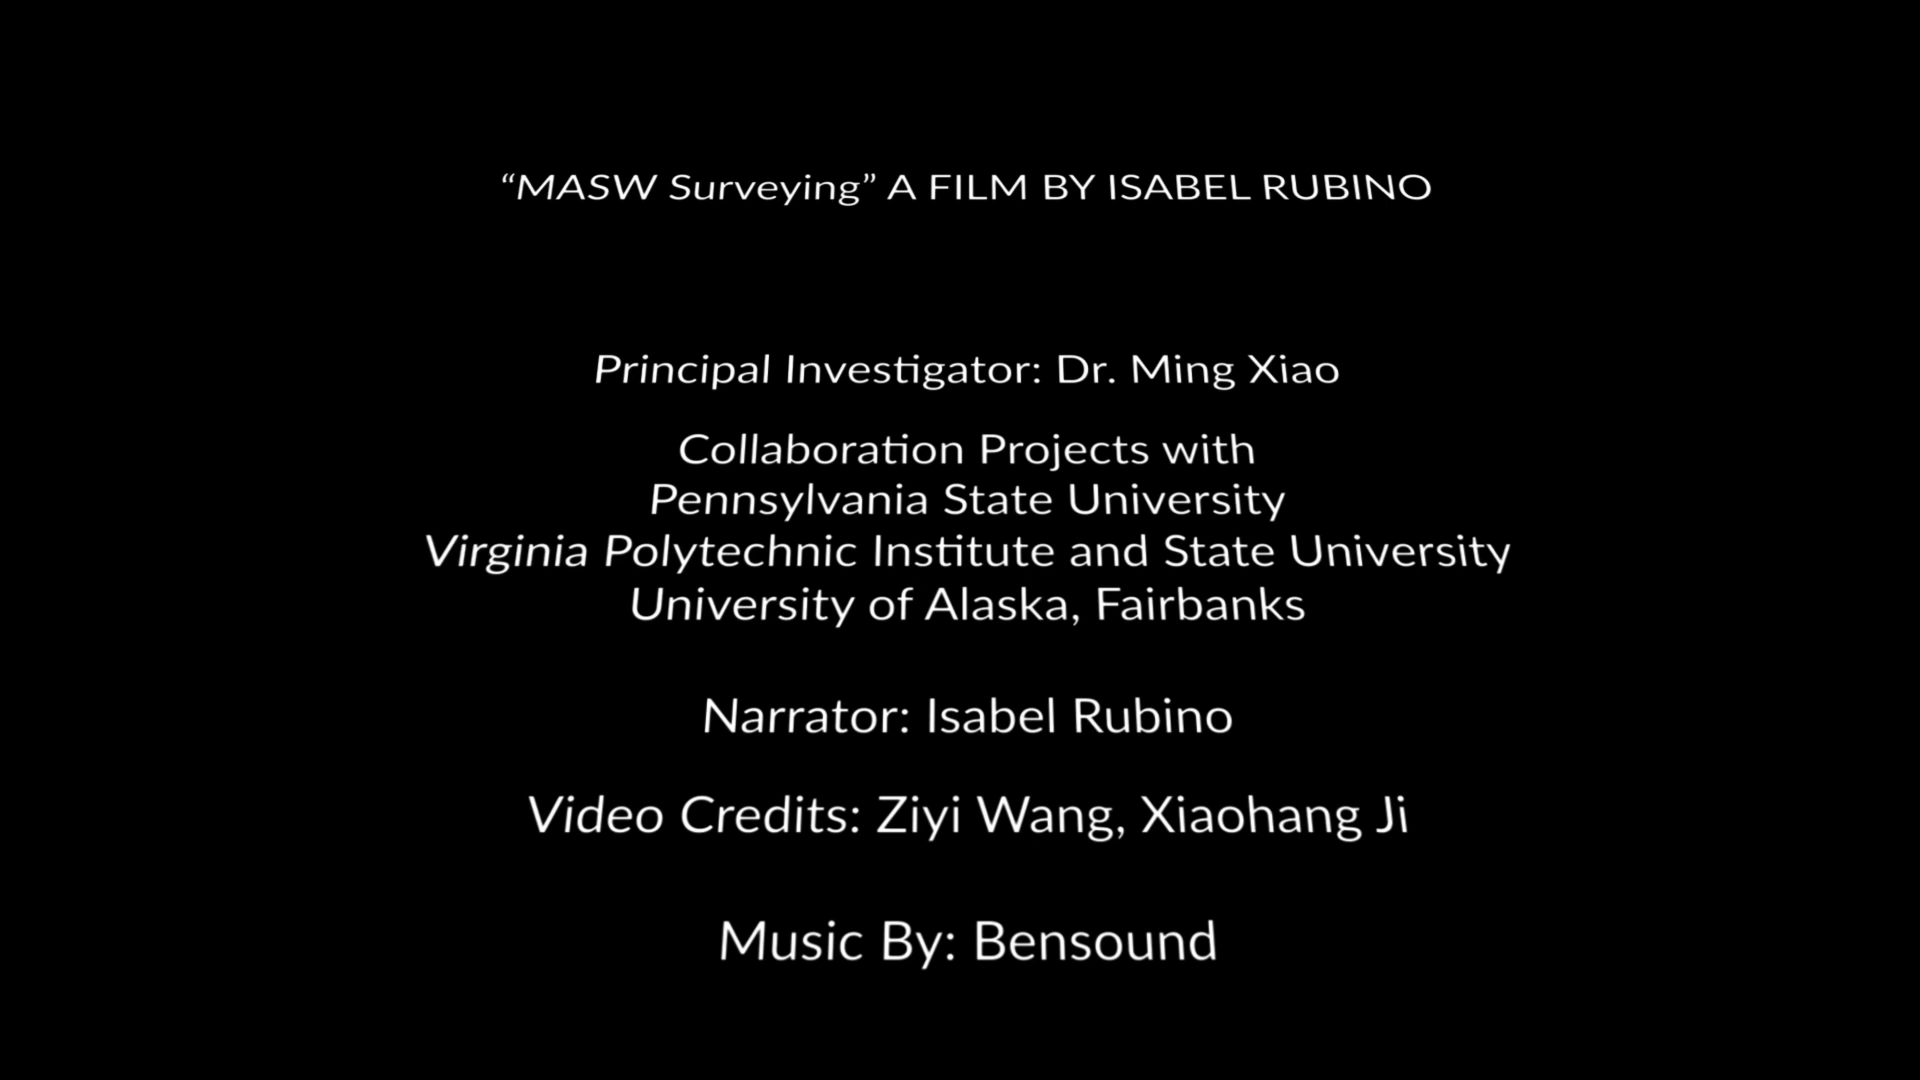 “MASW Surveying” A FILM BY ISABEL RUBINO
Principal Investigator: Dr. Ming Xiao
Collaboration Projects with
Pennsylvania State University
Virginia Polytechnic Institute and State University
University of Alaska, Fairbanks
Narrator: Isabel Rubino
Video Credits: Ziyi Wang, Xiaohang Ji
Music By: Bensound